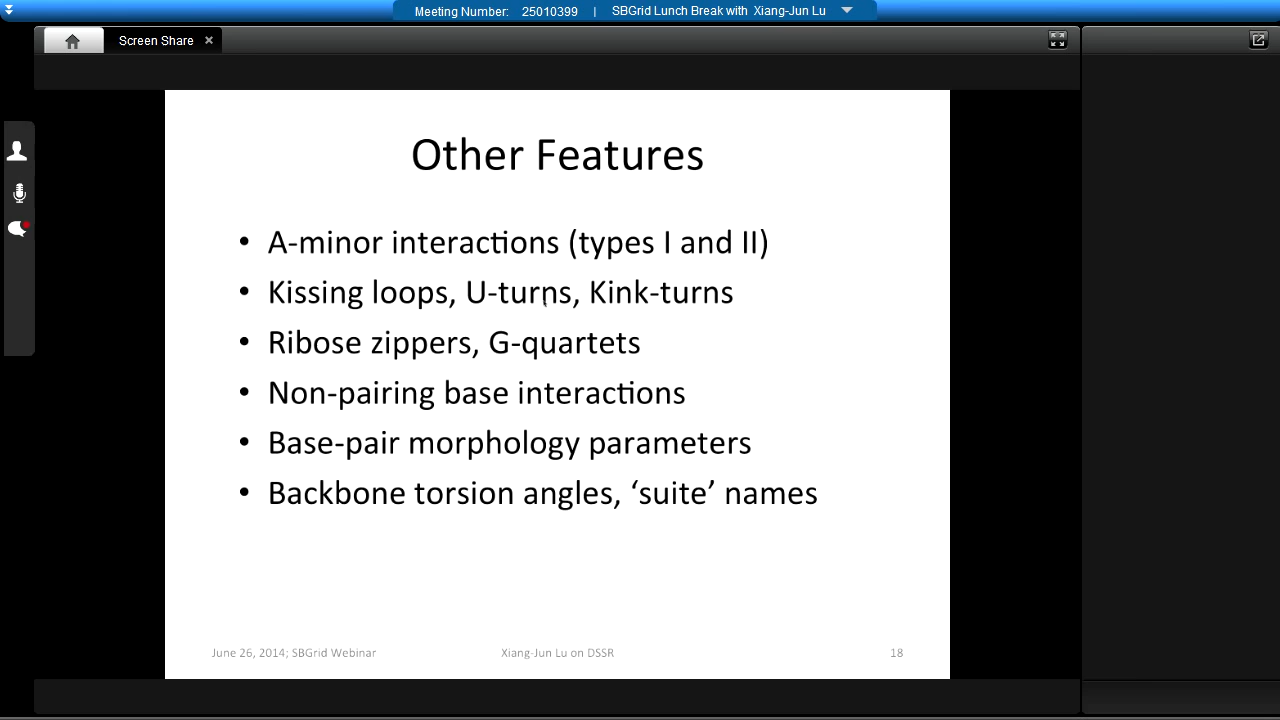 Meeting Number: 25010399 | SBGrid Lunch Break with Xiang-Jun Lu
Screen Share
Other Features
• A-minor interactions (types I and II)
• Kissing loops, U-turns, Kink-turns
• Ribose zippers, G-quartets
• Non-pairing base interactions
• Base-pair morphology parameters
• Backbone torsion angles, ‘suite’ names
June 26, 2014; SBGrid Webinar Xiang-Jun Lu on DSSR 18